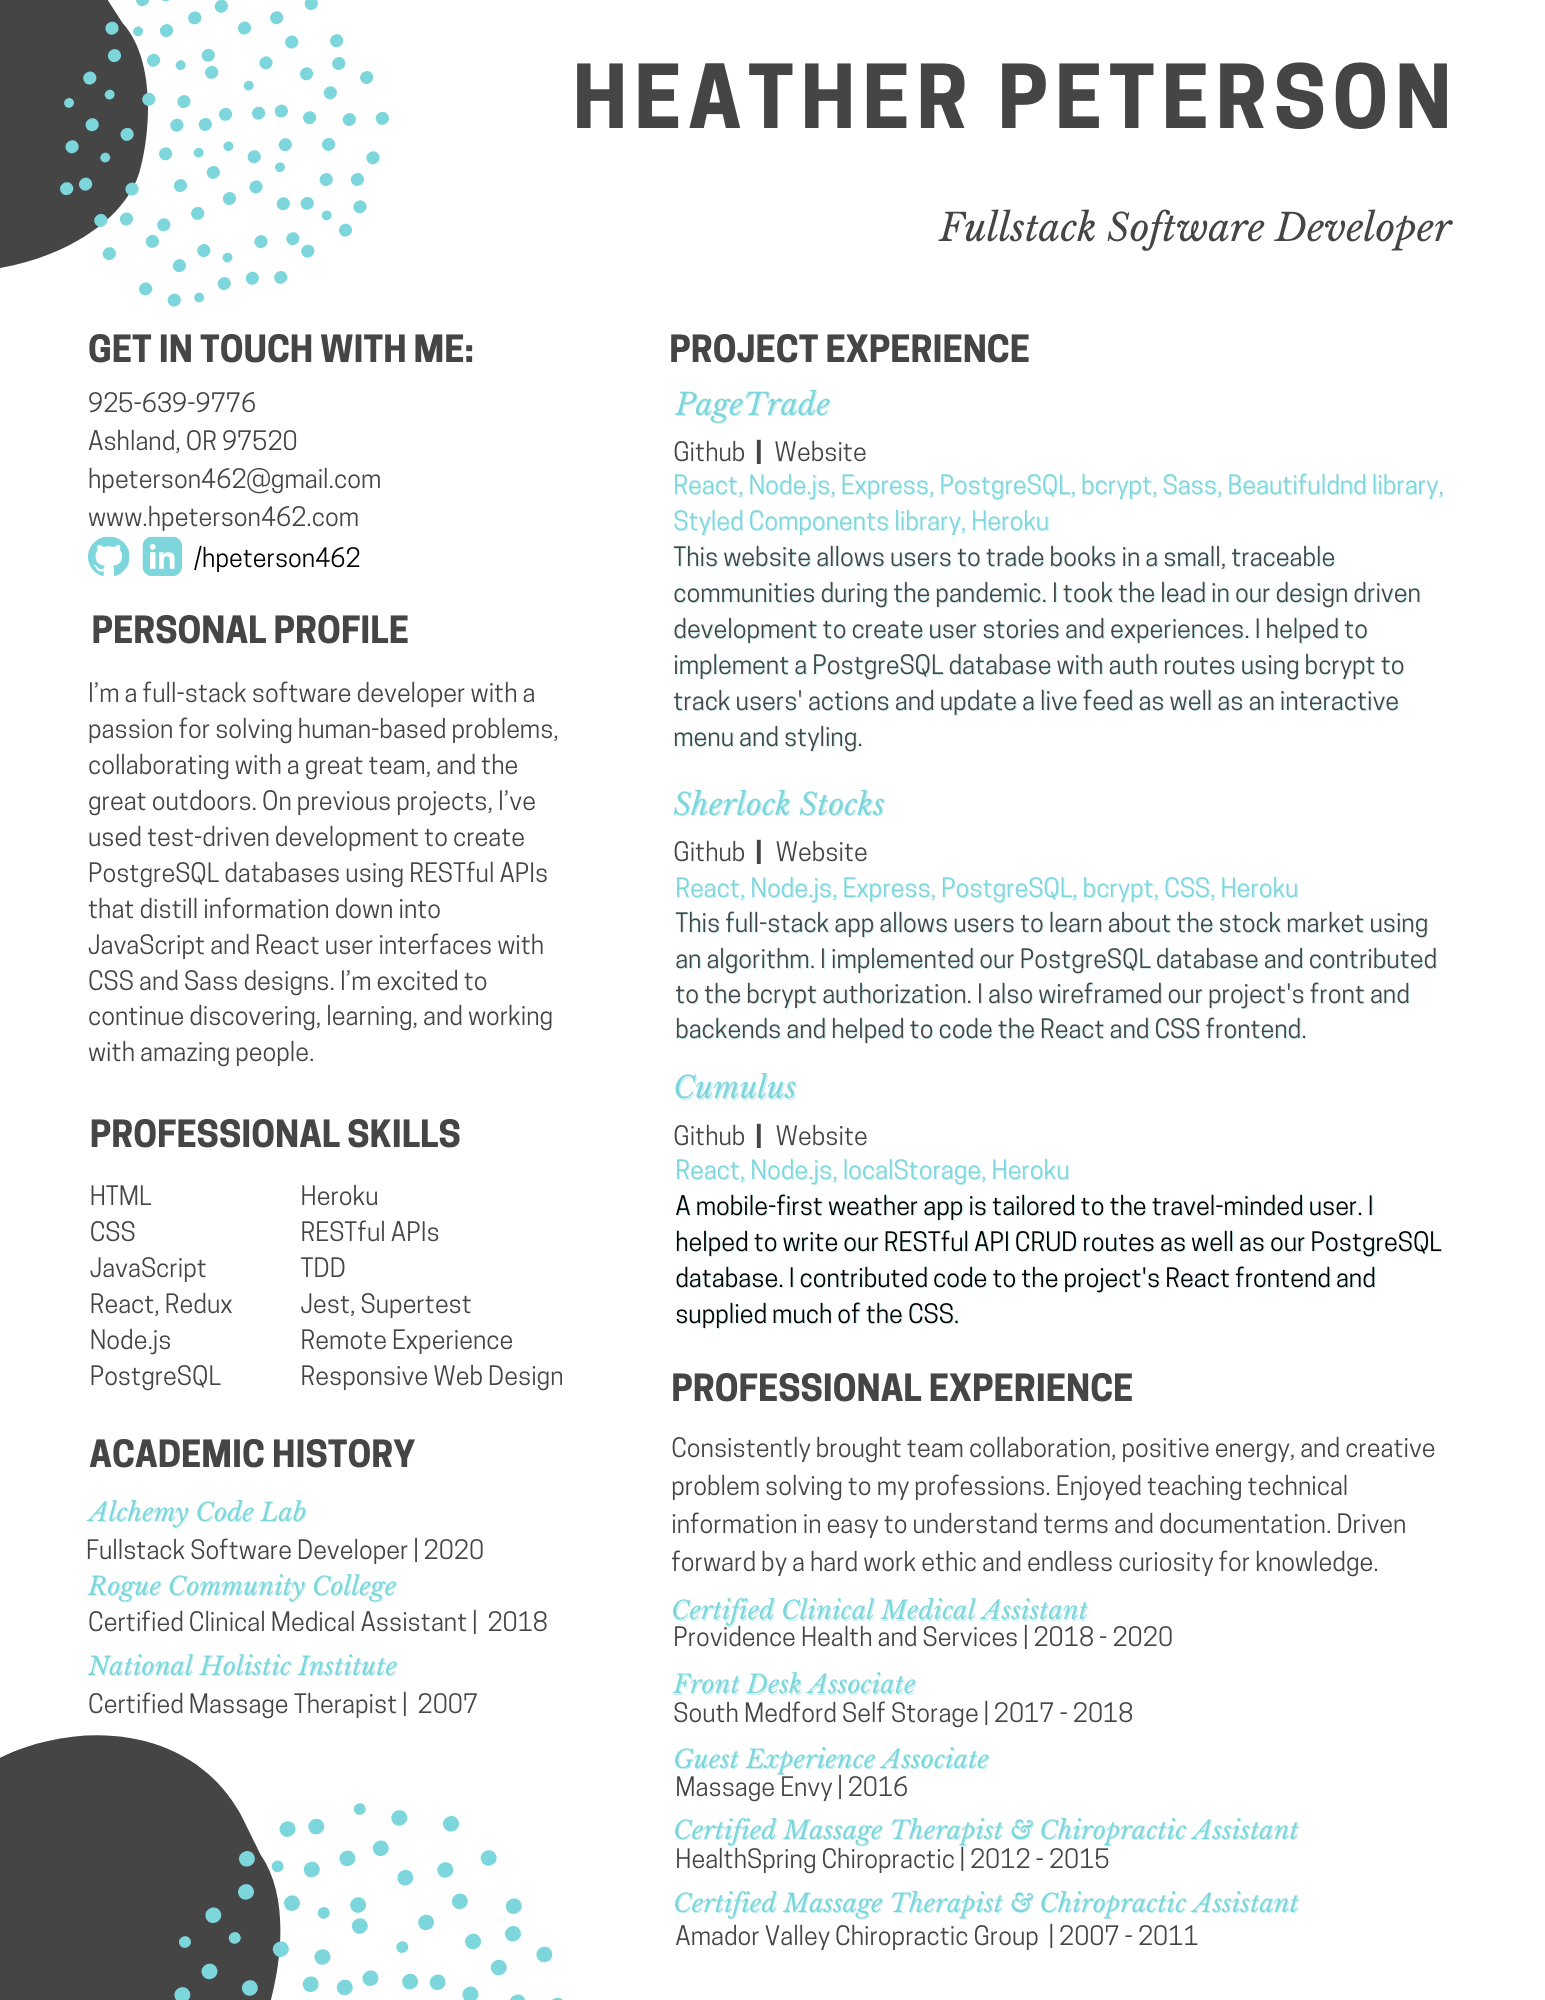 HEATHER PETERSON
Fullstack Software Developer
GET IN TOUCH WITH ME:
925-639-9776
Ashland, OR 97520
hpeterson462@gmail.com
www.hpeterson462.com
in /hpeterson462
PERSONAL PROFILE
I’m a full-stack software developer with a
passion for solving human-based problems,
collaborating with a great team, and the
great outdoors. On previous projects, I’ve
used test-driven development to create
PostgreSQL databases using RESTful APIs
that distill information down into
JavaScript and React user interfaces with
CSS and Sass designs. I’m excited to
continue discovering, learning, and working
with amazing people.
PROFESSIONAL SKILLS
HTML
CSS
JavaScript
React, Redux
Node.js
PostgreSQL
Heroku
RESTful APIs
TDD
Jest, Supertest
Remote Experience
Responsive Web Design
ACADEMIC HISTORY
Alchemy Code Lab
Fullstack Software Developer | 2020
Rogue Community College
Certified Clinical Medical Assistant | 2018
National Holistic Institute
Certified Massage Therapist | 2007
PROJECT EXPERIENCE
PageTrade
Github | Website
React, Node.js, Express, PostgreSQL, bcrypt, Sass, Beautifuldnd library,
Styled Components library, Heroku
This website allows users to trade books in a small, traceable
communities during the pandemic. I took the lead in our design driven
development to create user stories and experiences. I helped to
implement a PostgreSQL database with auth routes using bcrypt to
track users' actions and update a live feed as well as an interactive
menu and styling.
Sherlock Stocks
Github | Website
React, Node.js, Express, PostgreSQL, bcrypt, CSS, Heroku
This full-stack app allows users to learn about the stock market using
an algorithm. I implemented our PostgreSQL database and contributed
to the bcrypt authorization. I also wireframed our project's front and
backends and helped to code the React and CSS frontend.
Cumulus
Github | Website
React, Node.js, localStorage, Heroku
A mobile-first weather app is tailored to the travel-minded user. I
helped to write our RESTful API CRUD routes as well as our PostgreSQL
database. I contributed code to the project's React frontend and
supplied much of the CSS.
PROFESSIONAL EXPERIENCE
Consistently brought team collaboration, positive energy, and creative
problem solving to my professions. Enjoyed teaching technical
information in easy to understand terms and documentation. Driven
forward by a hard work ethic and endless curiosity for knowledge.
Certified Clinical Medical Assistant
Providence Health and Services | 2018 - 2020
Front Desk Associate
South Medford Self Storage | 2017 - 2018
Guest Experience Associate
Massage Envy | 2016
Certified Massage Therapist & Chiropractic Assistant
HealthSpring Chiropractic | 2012 - 2015
Certified Massage Therapist & Chiropractic Assistant
Amador Valley Chiropractic Group | 2007 - 2011